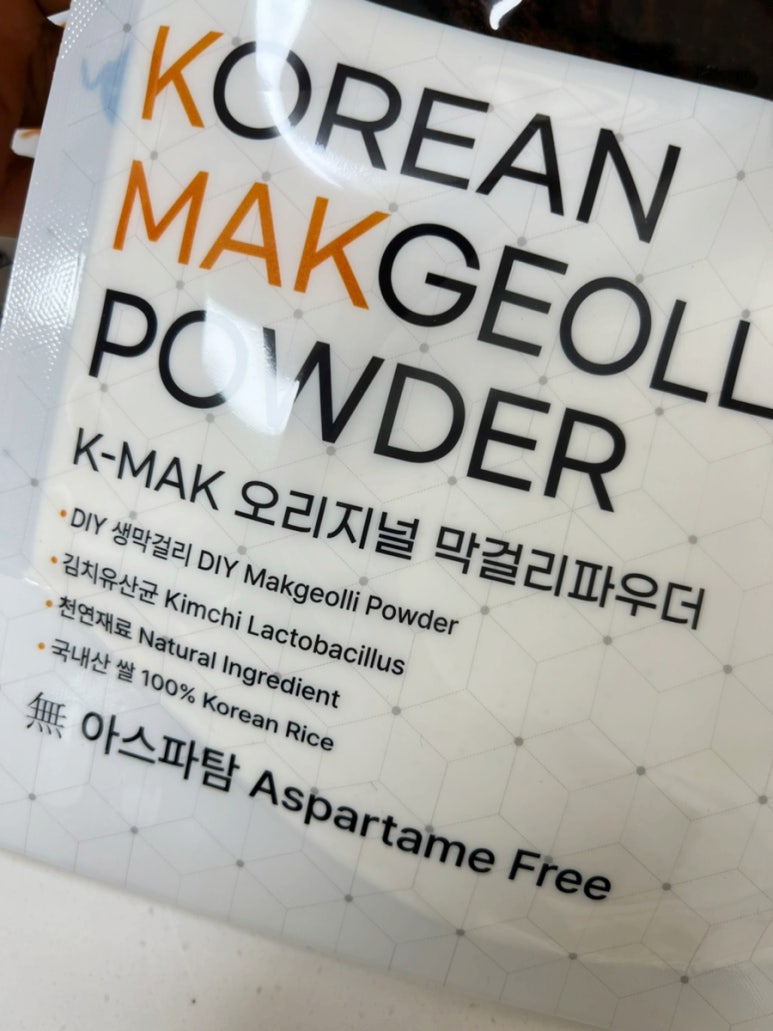 KOREAN
MAKGEOLL
POWDER
K-MAK 오리지널 막걸리파우더
•DIY 생막걸리 DIY Makgeolli Powder
•김치유산균 Kimchi Lactobacillus
•천연재료 Natural Ingredient
•국내산 쌀 100% Korean Rice
無 아스파탐 Aspartame Free